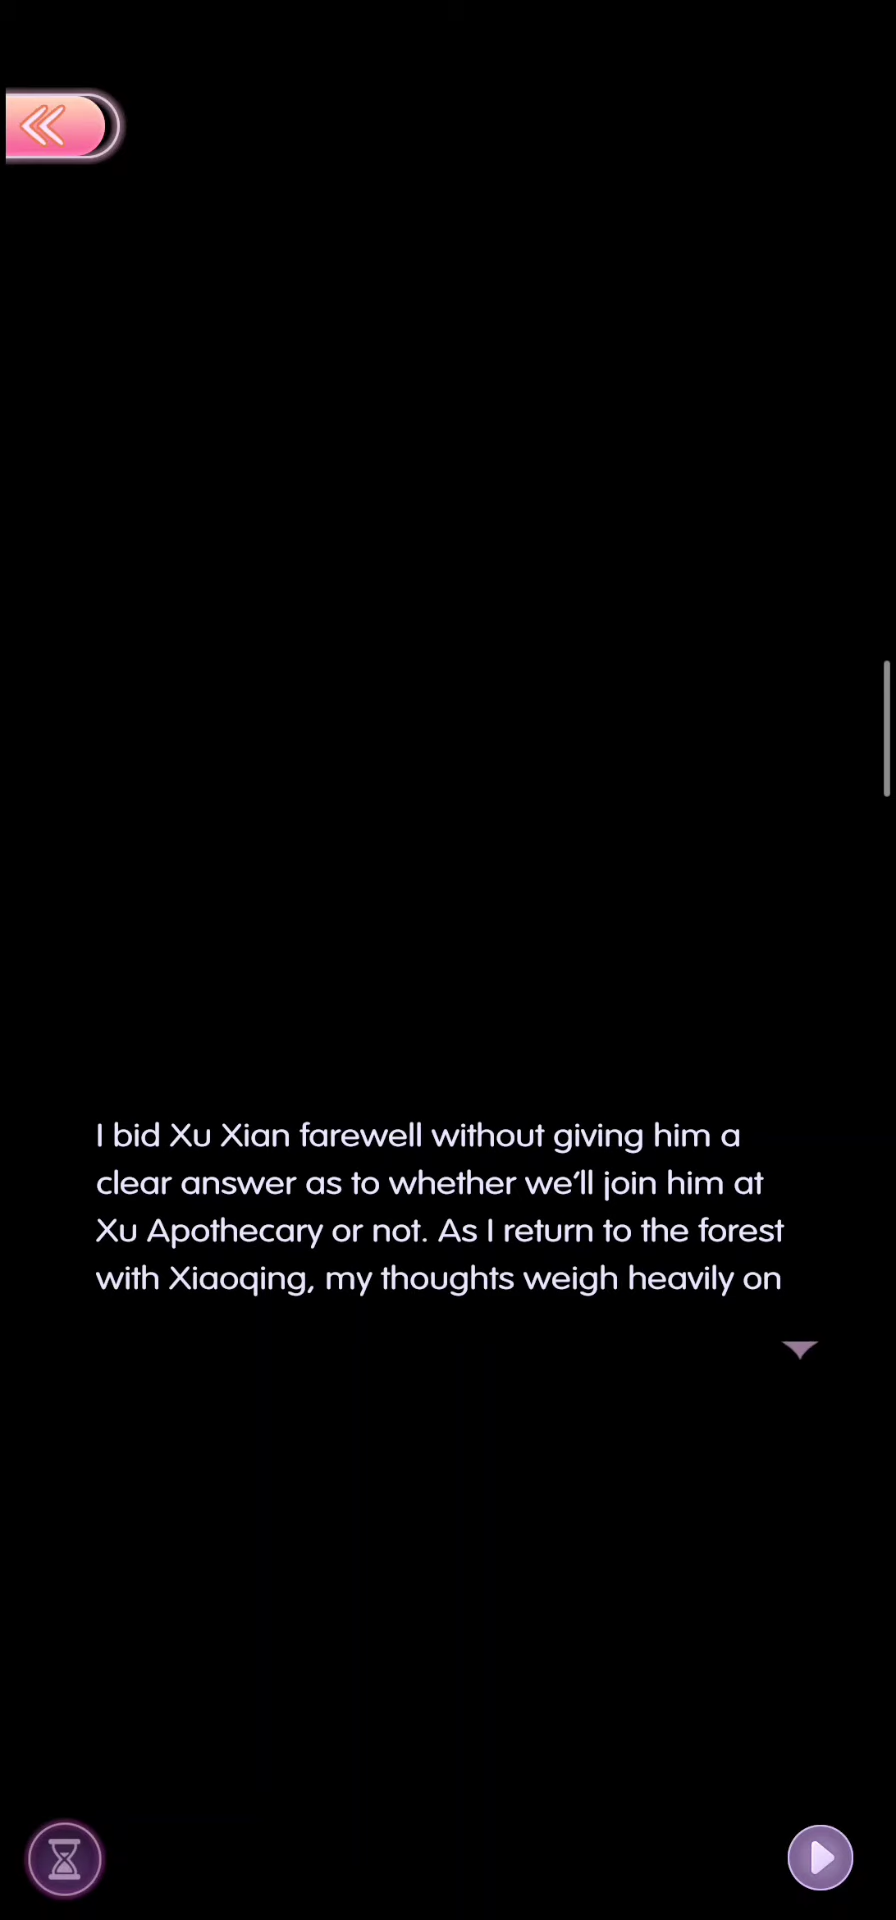 I bid Xu Xian farewell without giving him a
clear answer as to whether we’ll join him at
Xu Apothecary or not. As I return to the forest
with Xiaoqing, my thoughts weigh heavily on